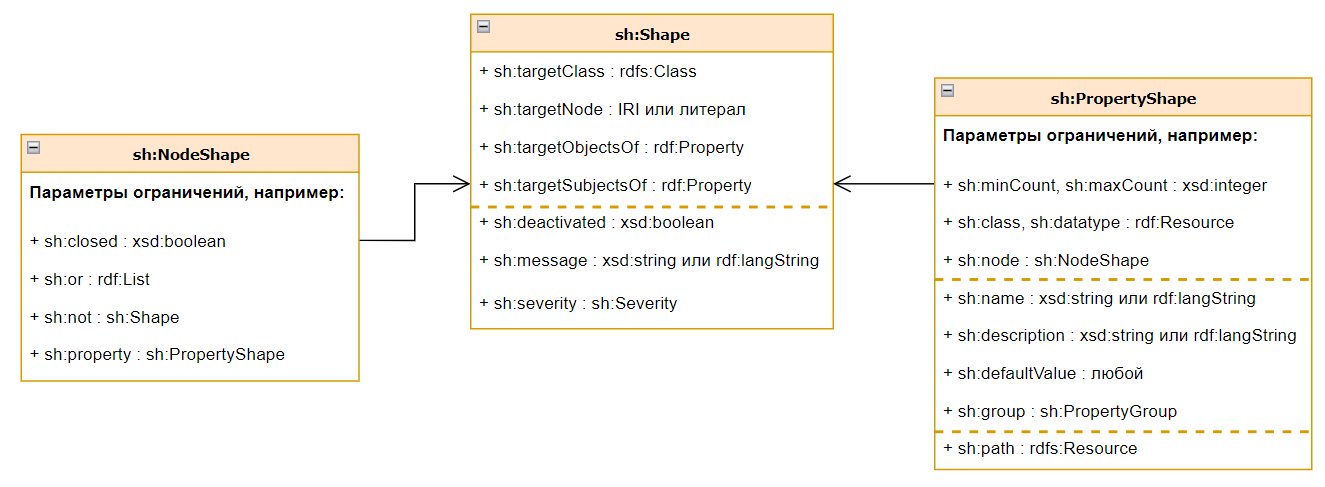 sh:NodeShape
Параметры ограничений, например:
+ sh:closed : xsd:boolean
+ sh:or : rdf:List
+ sh:not : sh:Shape
+ sh:property : sh:PropertyShape
sh:Shape
+ sh:targetClass : rdfs:Class
+ sh:targetNode : IRI или литерал
+ sh:targetObjectsOf : rdf:Property
+ sh:targetSubjectsOf : rdf:Property
+ sh:deactivated : xsd:boolean
+ sh:message : xsd:string или rdf:langString
+ sh:severity : sh:Severity
sh:PropertyShape
Параметры ограничений, например:
+ sh:minCount, sh:maxCount : xsd:integer
+ sh:class, sh:datatype : rdf:Resource
+ sh:node : sh:NodeShape
+ sh:name : xsd:string или rdf:langString
+ sh:description : xsd:string или rdf:langString
+ sh:defaultValue : любой
+ sh:group : sh:PropertyGroup
+ sh:path : rdfs:Resource